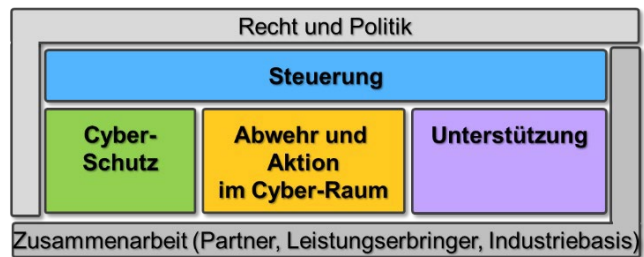 Recht und Politik
Steuerung
Cyber-
Schutz
Abwehr und
Aktion
im Cyber-Raum
Unterstützung
Zusammenarbeit (Partner, Leistungserbringer, Industriebasis)